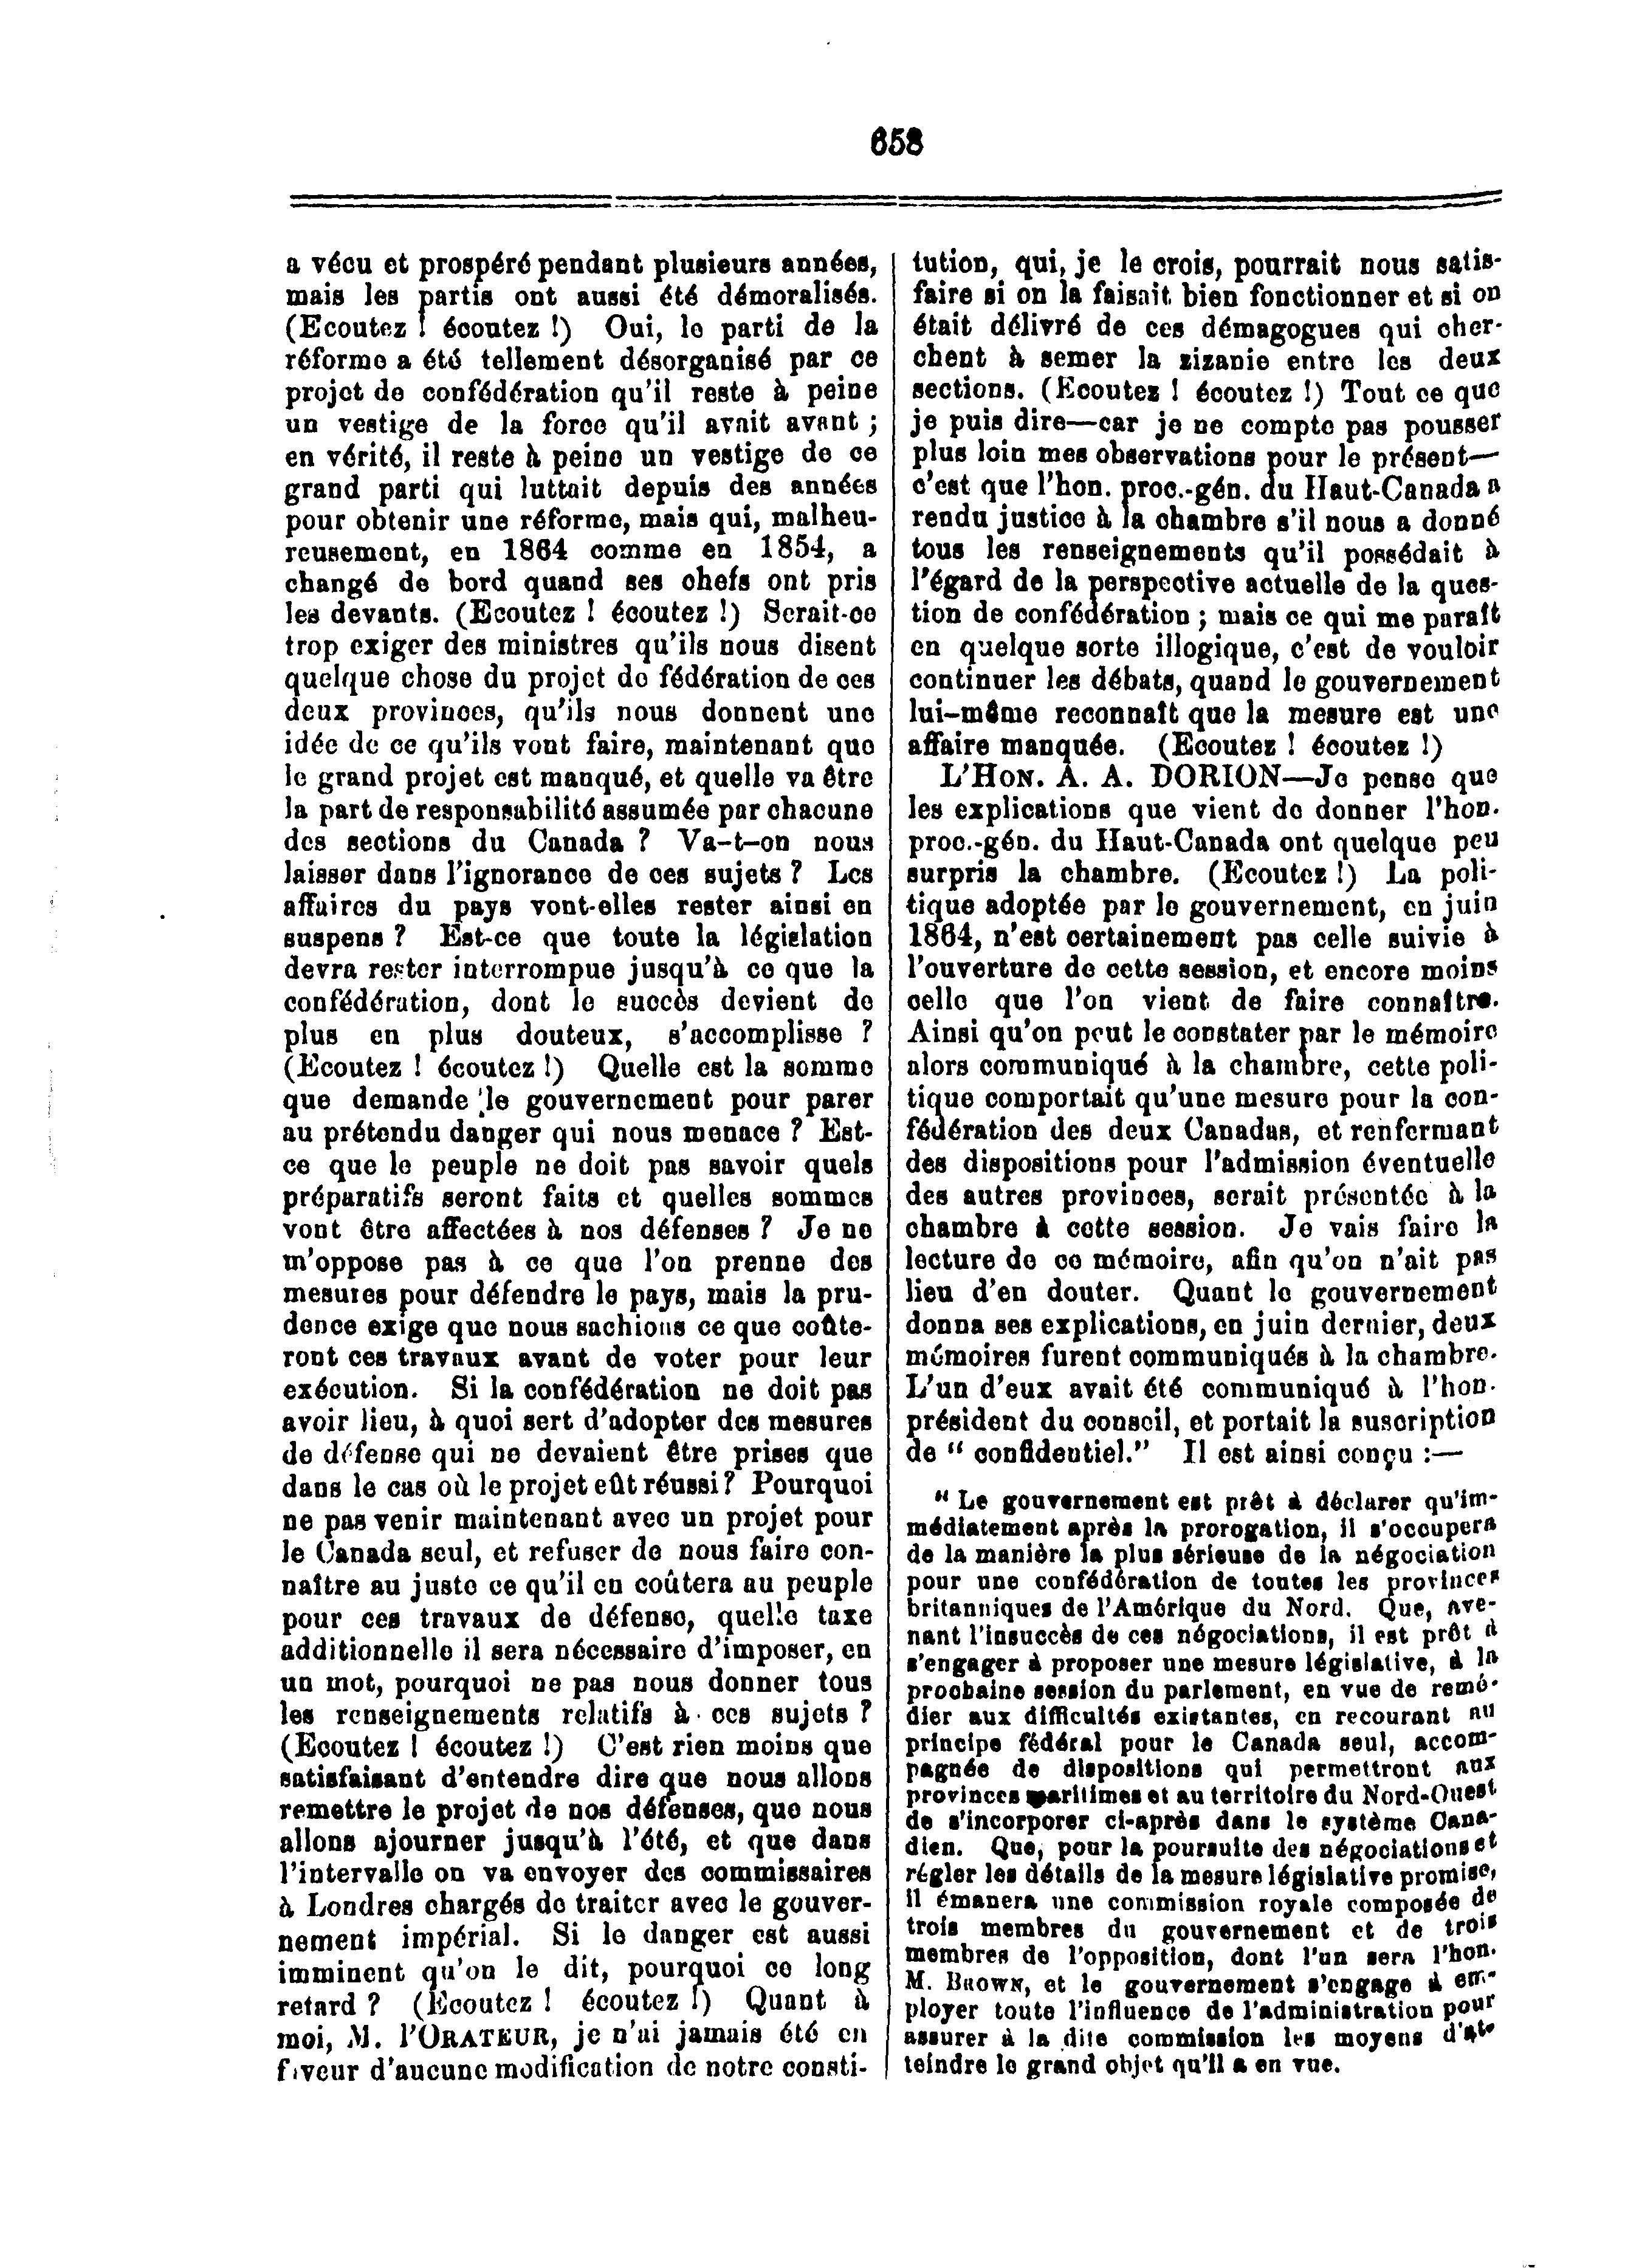 658
a vécu et prospéré pendant plusieurs années,
mais les partis ont aussi été démoralisés.
(Ecoutez ! écoutez !) Oui, le parti de la
réforme a été tellement désorganisé par ce
projet de confédération qu'il reste à peine
un vestige de la force qu'il avait avant ;
en vérité, il reste à peine un vestige de ce
grand parti qui luttait depuis des années
pour obtenir une réforme, mais qui, malheu-
reusement, en 1864 comme en 1854, a
changé de bord quand ses chefs ont pris
les devants. (Ecoutez ! écoutez !) Serait-ce
trop exiger des ministres qu'ils nous disent
quelque chose du projet de fédération de ces
deux provinces, qu'ils nous donnent une
idée de ce qu'ils vont faire, maintenant que
le grand projet est manqué, et quelle va être
la part de responsabilité assumée par chacune
des sections du Canada ? Va-t-on nous
laisser dans l'ignorance de ces sujets ? Les
affaires du pays vont-elles rester ainsi en
suspens ? Est-ce que toute la législation
devra rester interrompue jusqu'à ce que la
confédération, dont le succès devient de
plus en plus douteux, s'accomplisse ?
(Ecoutez ! écoutez !) Quelle est la somme
que demande le gouvernement pour parer
au prétendu danger qui nous menace ? Est-
ce que le peuple ne doit pas savoir quels
préparatifs seront faits et quelles sommes
vont être affectées à nos défenses ? Je ne
m'oppose pas à ce que l'on prenne des
mesures pour défendre le pays, mais la pru-
dence exige que nous sachions ce que coûte-
ront ces travaux avant de voter pour leur
exécution. Si la confédération ne doit pas
avoir lieu, à quoi sert d'adopter des mesures
de défense qui ne devaient être prises que
dans le cas où le projet eût réussi ? Pourquoi
ne pas venir maintenant avec un projet pour
le Canada seul, et refuser de nous faire con-
naître au juste ce qu'il en coûtera au peuple
pour ces travaux de défense, quelle taxe
additionnelle il sera nécessaire d'imposer, en
un mot, pourquoi ne pas nous donner tous
les renseignements relatifs à ces sujets ?
(Ecoutez ! écoutez !) C'est rien moins que
satisfaisant d'entendre dire que nous allons
remettre le projet de nos défenses, que nous
allons ajourner jusqu'à l'été, et que dans
l'intervalle on va envoyer des commissaires
à Londres chargés de traiter avec le gouver-
nement impérial. Si le danger est aussi
imminent qu'on le dit, pourquoi ce long
retard ? (Ecoutez ! écoutez !) Quant à
moi, M. l'ORATEUR, je n'ai jamais été en
faveur d'aucune modification de notre consti-
tution, qui, je le crois, pourrait nous satis-
faire si on la faisait bien fonctionner et si on
était délivré de ces démagogues qui cher-
chent à semer la zizanie entre les deux
sections. (Ecoutez ! écoutez !) Tout ce que
je puis dire—car je ne compte pas pousser
plus loin mes observations pour le présent—
c'est que l'hon. proc.-gén. du Haut-Canada a
rendu justice à la chambre s'il nous a donné
tous les renseignements qu'il possédait à
l'égard de la perspective actuelle de la ques-
tion de confédération ; mais ce qui me paraît
en quelque sorte illogique, c'est de vouloir
continuer les débats, quand le gouvernement
lui-même reconnaît que la mesure est une
affaire manquée. (Ecoutez ! écoutez !)
L'HON. A. A. DORION—Je pense que
les explications que vient de donner l'hon.
proc.-gén. du Haut-Canada ont quelque peu
surpris la chambre. (Ecoutez !) La poli-
tique adoptée par le gouvernement, en juin
1864, n'est certainement pas celle suivie à
l'ouverture de cette session, et encore moins
celle que l'on vient de faire connaître.
Ainsi qu'on peut le constater par le mémoire
alors communiqué à la chambre, cette poli-
tique comportait qu'une mesure pour la con-
fédération des deux Canadas, et renfermant
des dispositions pour l'admission éventuelle
des autres provinces, serait présentée à la
chambre à cette session. Je vais faire la
lecture de ce mémoire, afin qu'on n'ait pas
lieu d'en douter. Quant le gouvernement
donna ses explications, en juin dernier, deux
mémoires furent communiqués à la chambre.
L'un d'eux avait été communiqué à l'hon.
président du conseil, et portait la suscription
de “ confidentiel.” Il est ainsi conçu :—
“ Le gouvernement est prêt à déclarer qu'im-
médiatement après la prorogation, il s'occupera
de la manière la plus sérieuse de la négociation
pour une confédération de toutes les provinces
britanniques de l'Amérique du Nord. Que, ave-
nant l'insuccès de ces négociations, il est prêt à
s'engager à proposer une mesure législative, à la
prochaine session du parlement, en vue de remé-
dier aux difficultés existantes, en recourant au
principe fédéral pour le Canada seul, accom-
pagnée de dispositions qui permettront aux
provinces maritimes et au territoire du Nord-Ouest
de s'incorporer ci-après dans le système Cana-
dien. Que, pour la poursuite des négociations et
régler les détails de la mesure législative promise,
il émanera une commission royale composée de
trois membres du gouvernement et de trois
membres de l'opposition, dont l'un sera l'hon.
M. BROWN, et le gouvernement s'engage à em-
ployer toute l'influence de l'administration pour
assurer à la dite commission les moyens d'at-
teindre le grand objet qu'il a en vue.